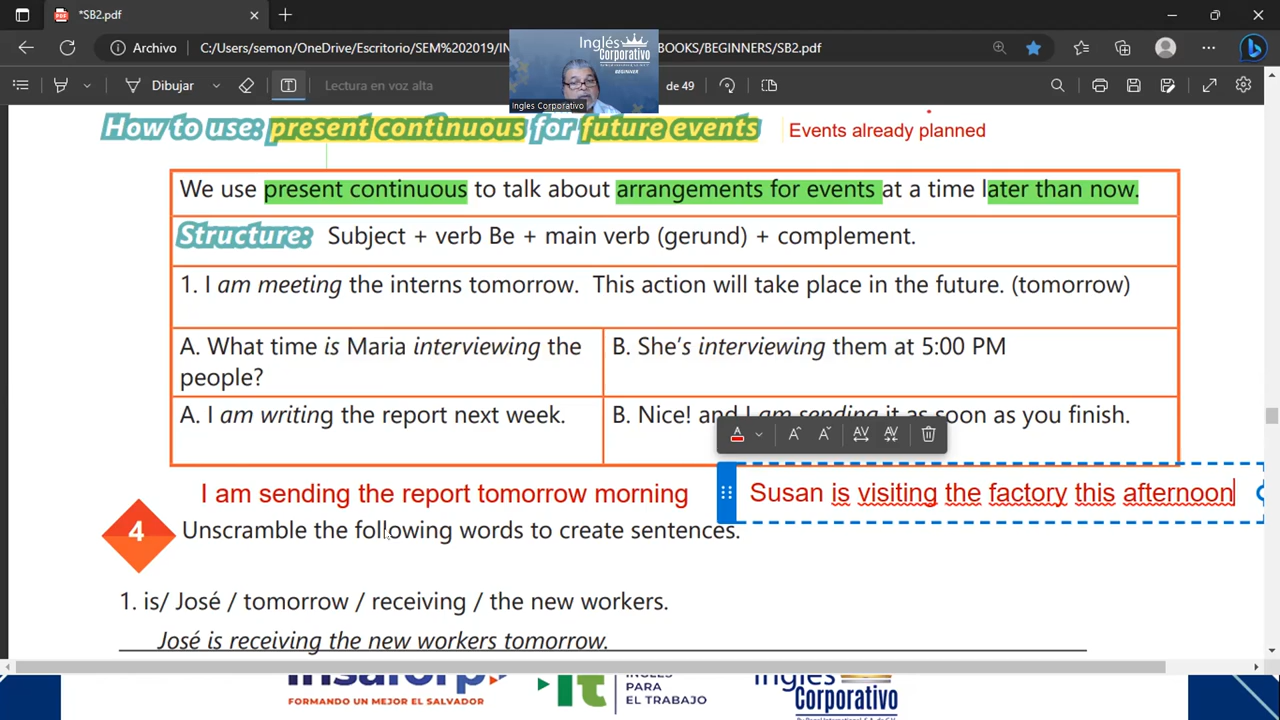 *SB2.pdf
Archivo C:/Users/semon/OneDrive/Escritorio/SEM%202019/IN BOOKS/BEGINNERS/SB2.pdf
Inglés
Corporativo
BEGINNER
Ingles Corporativo
Dibujar Lectura en voz alta de 49
How to use: present continuous for future events Events already planned
We use present continuous to talk about arrangements for events at a time later than now.
Structure: Subject + verb Be + main verb (gerund) + complement.
1. I am meeting the interns tomorrow. This action will take place in the future. (tomorrow)
A. What time is Maria interviewing the people?
B. She's interviewing them at 5:00 PM
A. I am writing the report next week.
B. Nice! and I am sending it as soon as you finish.
I am sending the report tomorrow morning Susan is visiting the factory this afternoon
4 Unscramble the following words to create sentences.
1. is/ José / tomorrow / receiving / the new workers.
José is receiving the new workers tomorrow.
insaforp
FORMANDO UN MEJOR EL SALVADOR
INGLÉS
PARA
EL TRABAJO
Inglés
Corporativo